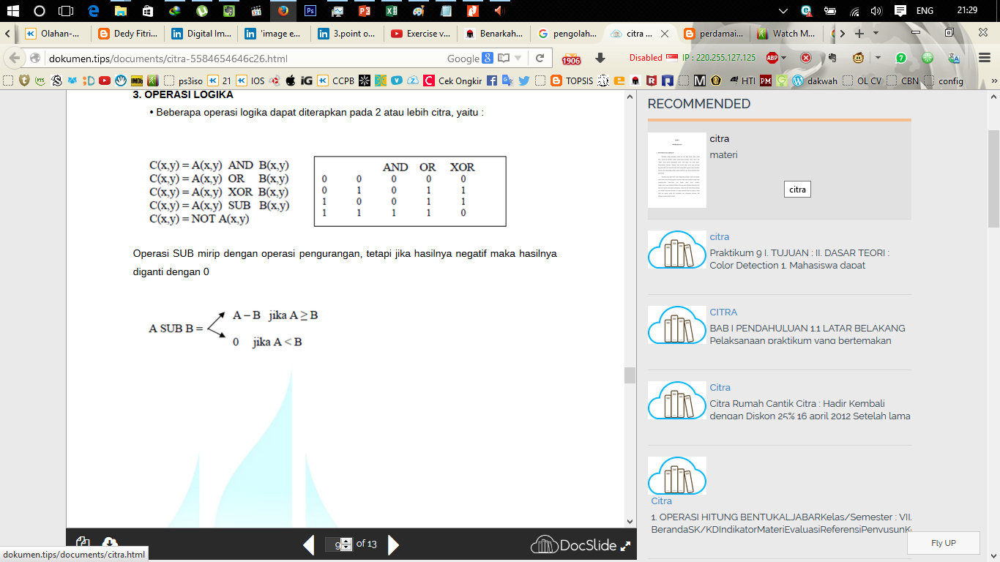 ENG 21:29
Olahan-... Dedy Fitri... Digital Im... 'image e... 3.point o... Exercise v... Benarkah... pengolah... citra ... perdamai... Watch M...
dokumen.tips/documents/citra-5584654646c26.html Google 1906 Disabled IP : 220.255.127.125 ABP
ps3iso 21 IOS iG CCPB Cek Ongkir TOPSIS HTI PM dakwah OL CV CBN config
3. OPERASI LOGIKA
• Beberapa operasi logika dapat diterapkan pada 2 atau lebih citra, yaitu :
C(x,y) = A(x,y) AND B(x,y)
C(x,y) = A(x,y) OR B(x,y)
C(x,y) = A(x,y) XOR B(x,y)
C(x,y) = A(x,y) SUB B(x,y)
C(x,y) = NOT A(x,y)
AND OR XOR
0 0 0 0 0
0 1 0 1 1
1 0 0 1 1
1 1 1 1 0
Operasi SUB mirip dengan operasi pengurangan, tetapi jika hasilnya negatif maka hasilnya
diganti dengan 0
A SUB B =
A – B jika A ≥ B
0 jika A < B
9 of 13
DocSlide
dokumen.tips/documents/citra.html
RECOMMENDED
citra
materi
citra
citra
Praktikum 9 I. TUJUAN : II. DASAR TEORI :
Color Detection 1. Mahasiswa dapat
CITRA
BAB I PENDAHULUAN 1.1 LATAR BELAKANG
Pelaksanaan praktikum yang bertemakan
Citra
Citra Rumah Cantik Citra : Hadir Kembali
dengan Diskon 25% 16 april 2012 Setelah lama
Citra
1. OPERASI HITUNG BENTUKALJABARKelas/Semester : VII.
BerandaSK/KDIndikatorMateriEvaluasiReferensiPenyusun
Fly UP